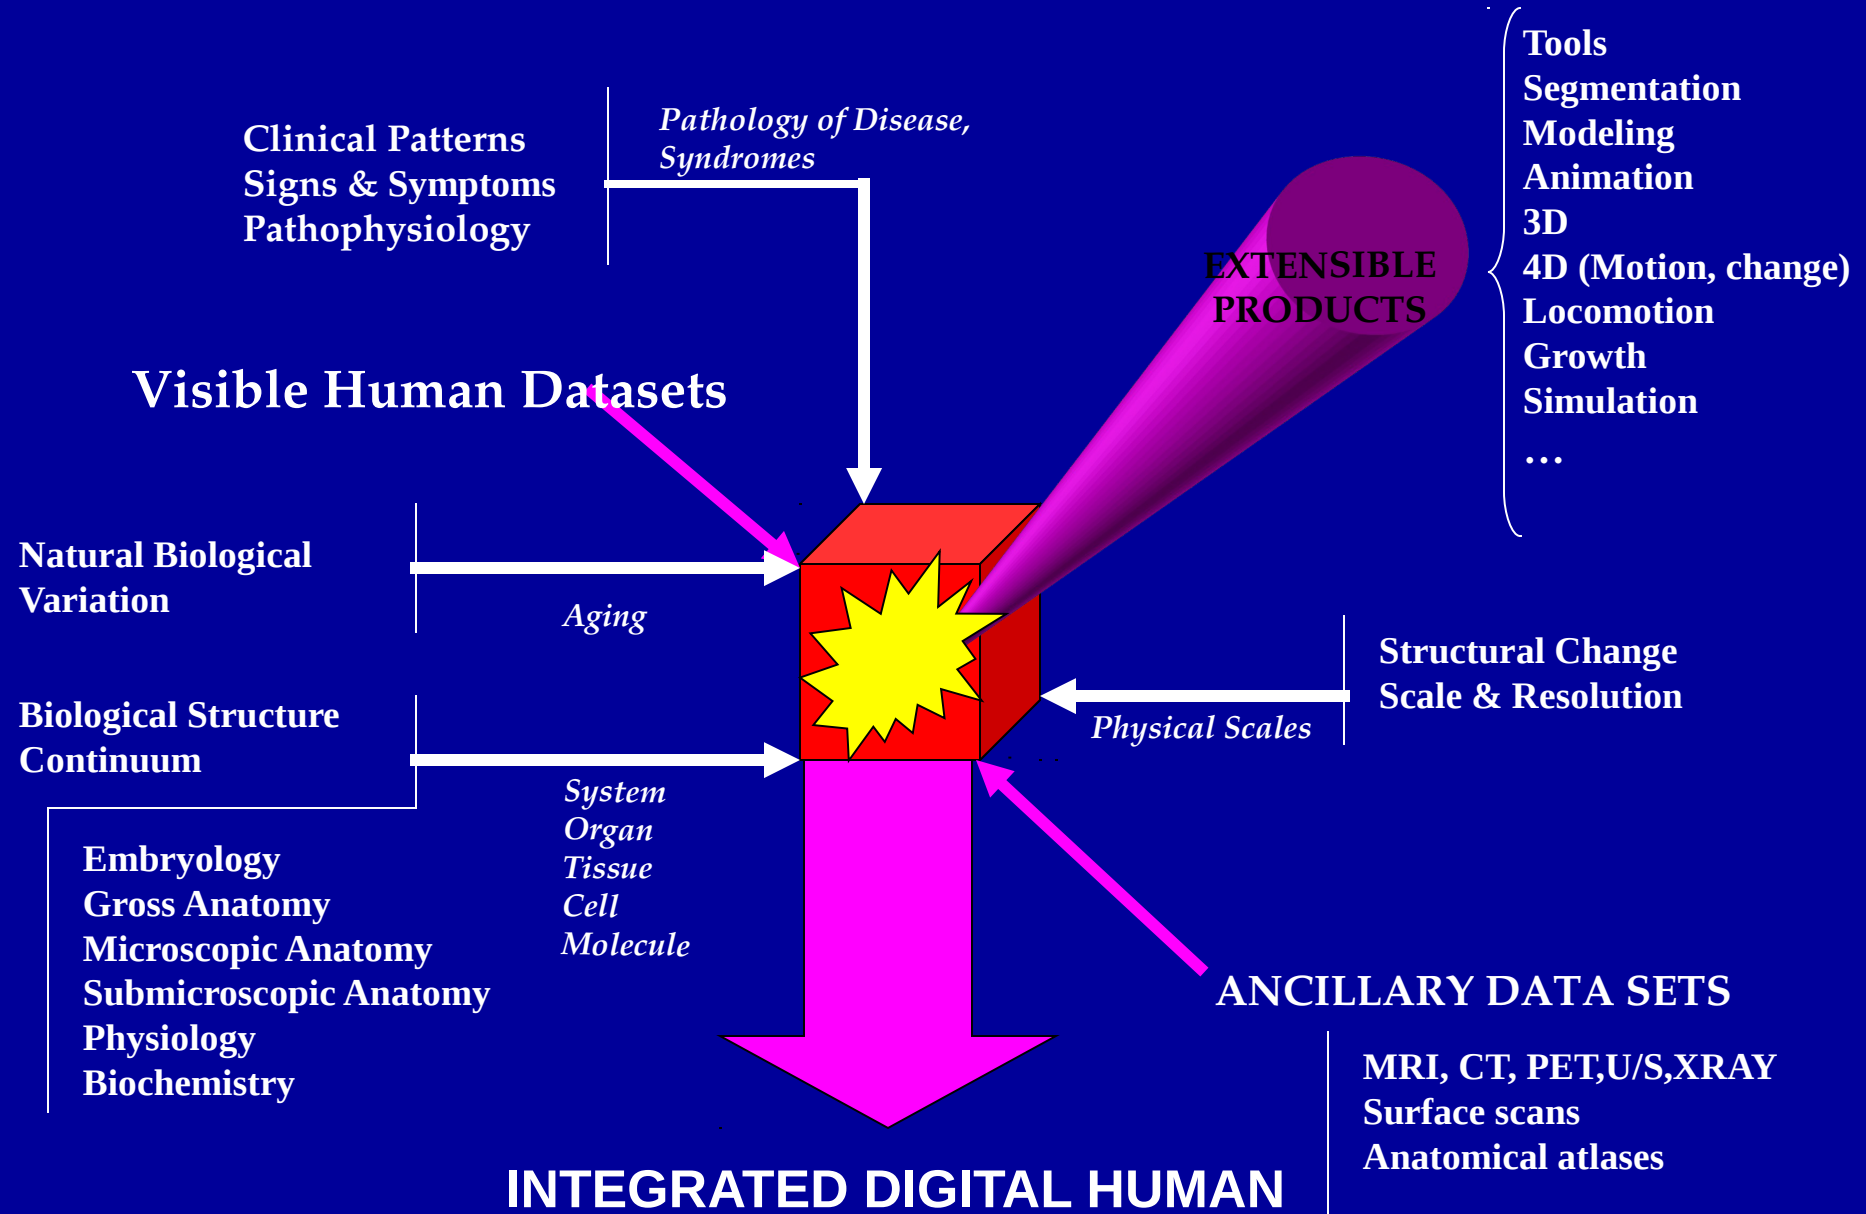 Tools
Segmentation
Modeling
Animation
3D
4D (Motion, change)
Locomotion
Growth
Simulation
…
Clinical Patterns
Signs & Symptoms
Pathophysiology
Pathology of Disease,
Syndromes
EXTENSIBLE
PRODUCTS
Visible Human Datasets
Natural Biological
Variation
Aging
Biological Structure
Continuum
System
Organ
Tissue
Cell
Molecule
Embryology
Gross Anatomy
Microscopic Anatomy
Submicroscopic Anatomy
Physiology
Biochemistry
Structural Change
Scale & Resolution
Physical Scales
ANCILLARY DATA SETS
MRI, CT, PET,U/S,XRAY
Surface scans
Anatomical atlases
INTEGRATED DIGITAL HUMAN